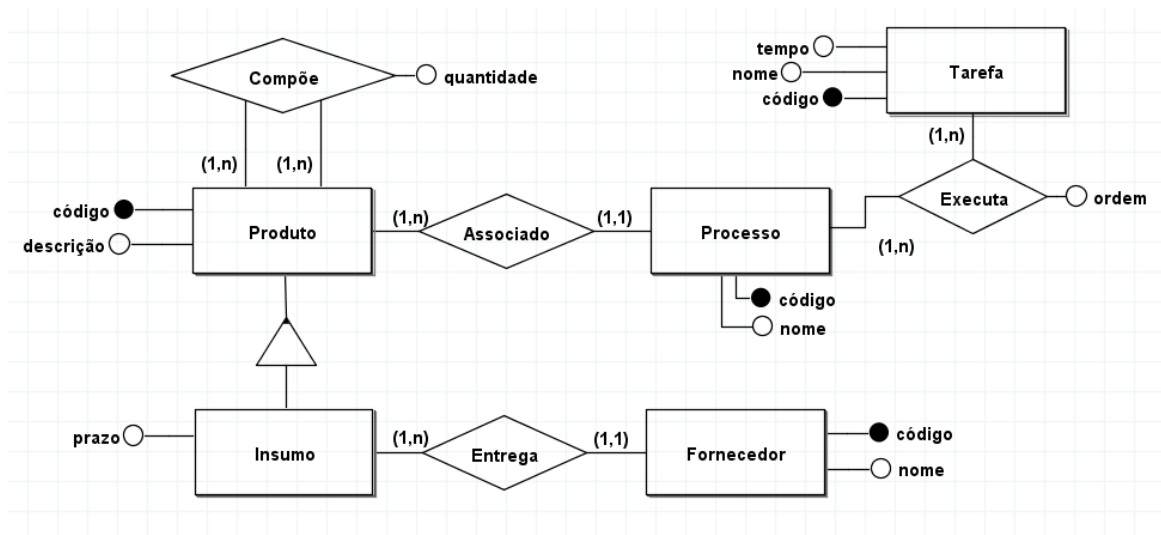 Compõe
quantidade
(1,n)
(1,n)
tempo
nome
código
Tarefa
(1,n)
código
descrição
Produto
(1,n)
Associado
(1,1)
Processo
Executa
ordem
(1,n)
código
nome
prazo
Insumo
(1,n)
Entrega
(1,1)
Fornecedor
código
nome